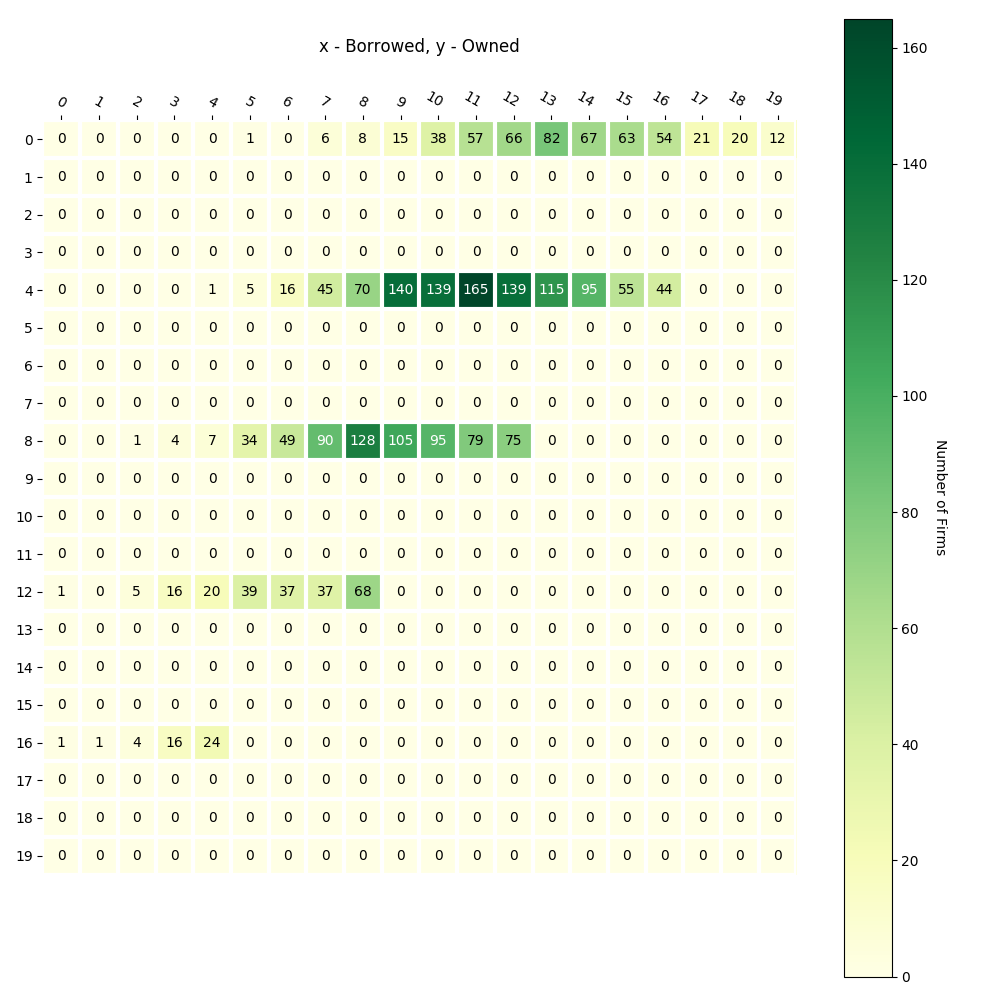 x - Borrowed, y - Owned
0 1 2 3 4 5 6 7 8 9 10 11 12 13 14 15 16 17 18 19
0 0 0 0 0 0 1 0 6 8 15 38 57 66 82 67 63 54 21 20 12
1 0 0 0 0 0 0 0 0 0 0 0 0 0 0 0 0 0 0 0 0
2 0 0 0 0 0 0 0 0 0 0 0 0 0 0 0 0 0 0 0 0
3 0 0 0 0 0 0 0 0 0 0 0 0 0 0 0 0 0 0 0 0
4 0 0 0 0 1 5 16 45 70 140 139 165 139 115 95 55 44 0 0 0
5 0 0 0 0 0 0 0 0 0 0 0 0 0 0 0 0 0 0 0 0
6 0 0 0 0 0 0 0 0 0 0 0 0 0 0 0 0 0 0 0 0
7 0 0 0 0 0 0 0 0 0 0 0 0 0 0 0 0 0 0 0 0
8 0 0 1 4 7 34 49 90 128 105 95 79 75 0 0 0 0 0 0 0
9 0 0 0 0 0 0 0 0 0 0 0 0 0 0 0 0 0 0 0 0
10 0 0 0 0 0 0 0 0 0 0 0 0 0 0 0 0 0 0 0 0
11 0 0 0 0 0 0 0 0 0 0 0 0 0 0 0 0 0 0 0 0
12 1 0 5 16 20 39 37 37 68 0 0 0 0 0 0 0 0 0 0 0
13 0 0 0 0 0 0 0 0 0 0 0 0 0 0 0 0 0 0 0 0
14 0 0 0 0 0 0 0 0 0 0 0 0 0 0 0 0 0 0 0 0
15 0 0 0 0 0 0 0 0 0 0 0 0 0 0 0 0 0 0 0 0
16 1 1 4 16 24 0 0 0 0 0 0 0 0 0 0 0 0 0 0 0
17 0 0 0 0 0 0 0 0 0 0 0 0 0 0 0 0 0 0 0 0
18 0 0 0 0 0 0 0 0 0 0 0 0 0 0 0 0 0 0 0 0
19 0 0 0 0 0 0 0 0 0 0 0 0 0 0 0 0 0 0 0 0
160
140
120
100
80
60
40
20
0
Number of Firms